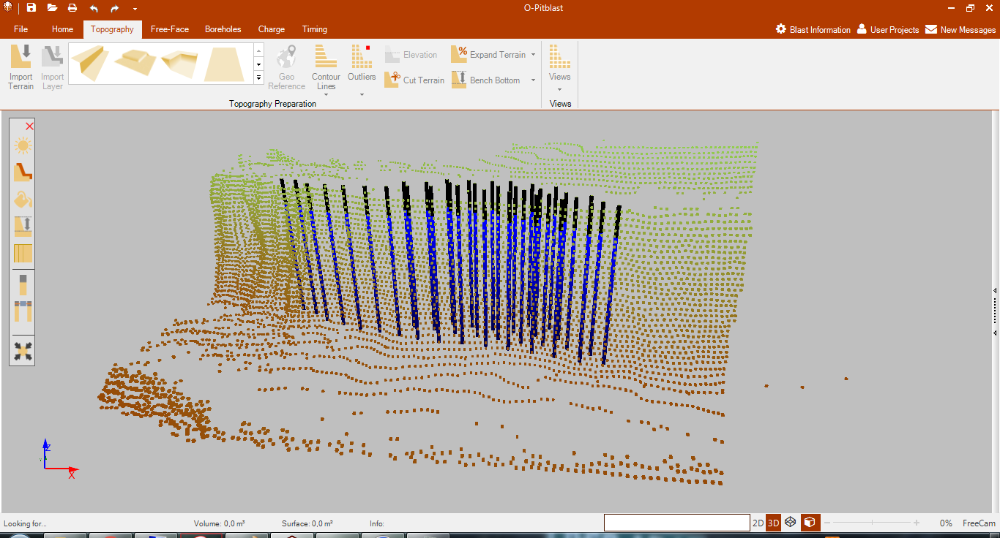 O-Pitblast
File Home Topography Free-Face Boreholes Charge Timing
Blast Information User Projects New Messages
Import Terrain
Import Layer
Geo Reference
Contour Lines
Outliers
Elevation
Cut Terrain
% Expand Terrain
Bench Bottom
Views
Topography Preparation
Views
Z
Y
X
Looking for... Volume: 0,0 m³ Surface: 0,0 m² Info: 2D 3D 0% FreeCam